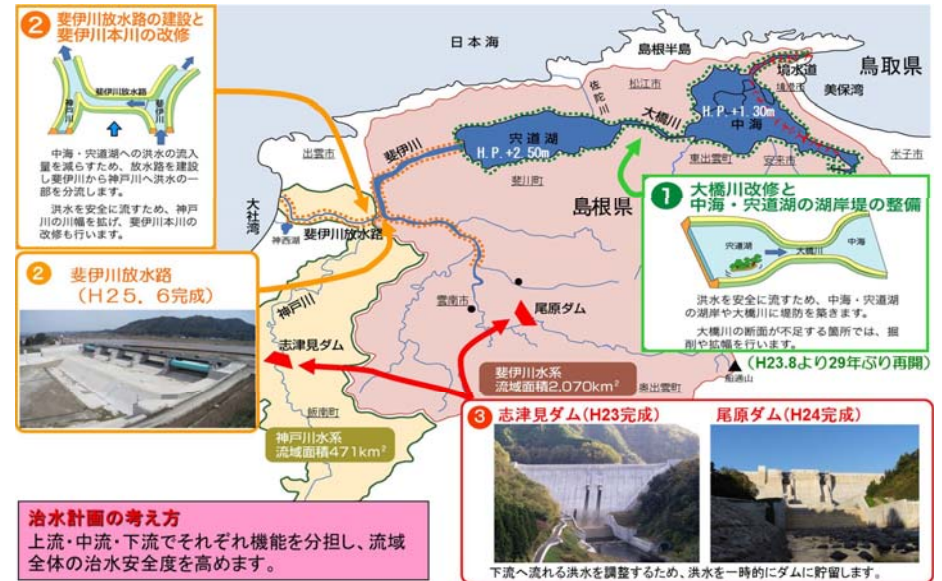 ② 斐伊川放水路の建設と
斐伊川本川の改修
斐伊川放水路
神戸川
斐伊川
中海・宍道湖への洪水の流入
量を減らすため、放水路を建設
し斐伊川から神戸川へ洪水の一
部を分流します。
洪水を安全に流すため、神戸
川の川幅を拡げ、斐伊川本川の
改修も行います。
② 斐伊川放水路
(H25.6完成)
日本海
島根半島
鳥取県
境水道
境港市
美保湾
松江市
佐陀川
大橋川
H.P.+1.30m
中海
宍道湖
H.P.+2.50m
斐伊川
出雲市
東出雲町
安来市
米子市
斐川町
大社湾
島根県
神西湖
斐伊川放水路
神戸川
雲南市
尾原ダム
志津見ダム
飯南町
奥出雲町
船通山
斐伊川水系
流域面積2,070km²
神戸川水系
流域面積471km²
① 大橋川改修と
中海・宍道湖の湖岸堤の整備
宍道湖
大橋川
中海
洪水を安全に流すため、中海・宍道湖
の湖岸や大橋川に堤防を築きます。
大橋川の断面が不足する箇所では、掘
削や拡幅を行います。
(H23.8より29年ぶり再開)
③ 志津見ダム(H23完成)
尾原ダム(H24完成)
下流へ流れる洪水を調整するため、洪水を一時的にダムに貯留します。
治水計画の考え方
上流・中流・下流でそれぞれ機能を分担し、流域
全体の治水安全度を高めます。